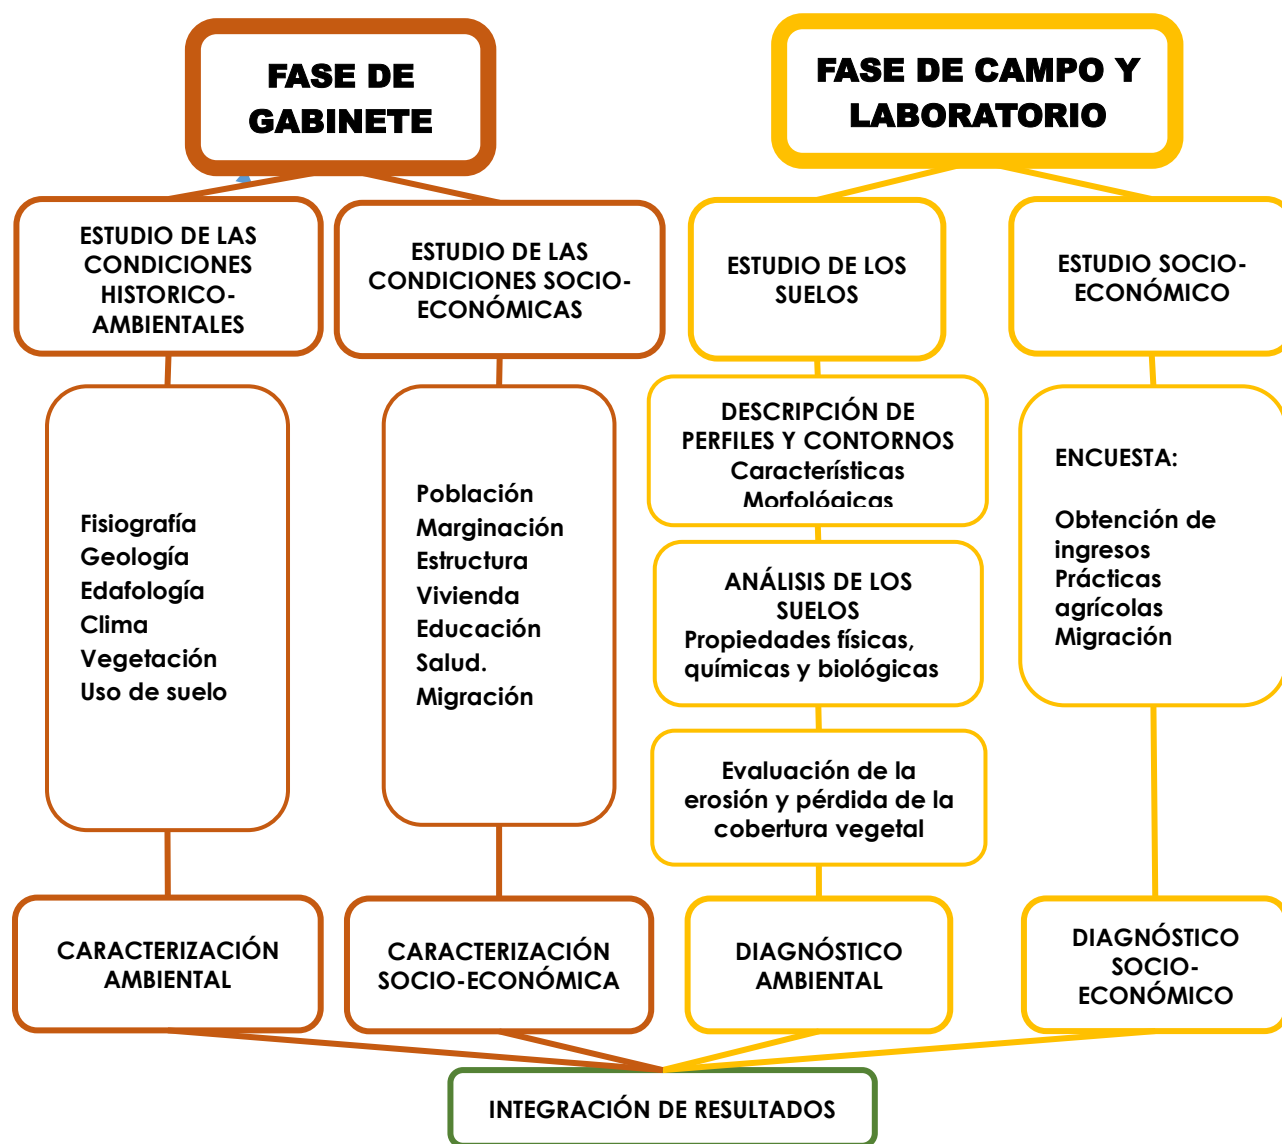 FASE DE
GABINETE
FASE DE CAMPO Y
LABORATORIO
ESTUDIO DE LAS
CONDICIONES
HISTORICO-
AMBIENTALES
ESTUDIO DE LAS
CONDICIONES SOCIO-
ECONÓMICAS
ESTUDIO DE LOS
SUELOS
ESTUDIO SOCIO-
ECONÓMICO
Fisiografía
Geología
Edafología
Clima
Vegetación
Uso de suelo
Población
Marginación
Estructura
Vivienda
Educación
Salud.
Migración
DESCRIPCIÓN DE
PERFILES Y CONTORNOS
Característícas
Morfológicas
ANÁLISIS DE LOS
SUELOS
Propiedades físicas,
químicas y biológicas
Evaluación de la
erosión y pérdida de la
cobertura vegetal
ENCUESTA:
Obtención de
ingresos
Prácticas
agrícolas
Migración
CARACTERIZACIÓN
AMBIENTAL
CARACTERIZACIÓN
SOCIO-ECONÓMICA
DIAGNÓSTICO
AMBIENTAL
DIAGNÓSTICO
SOCIO-
ECONÓMICO
INTEGRACIÓN DE RESULTADOS